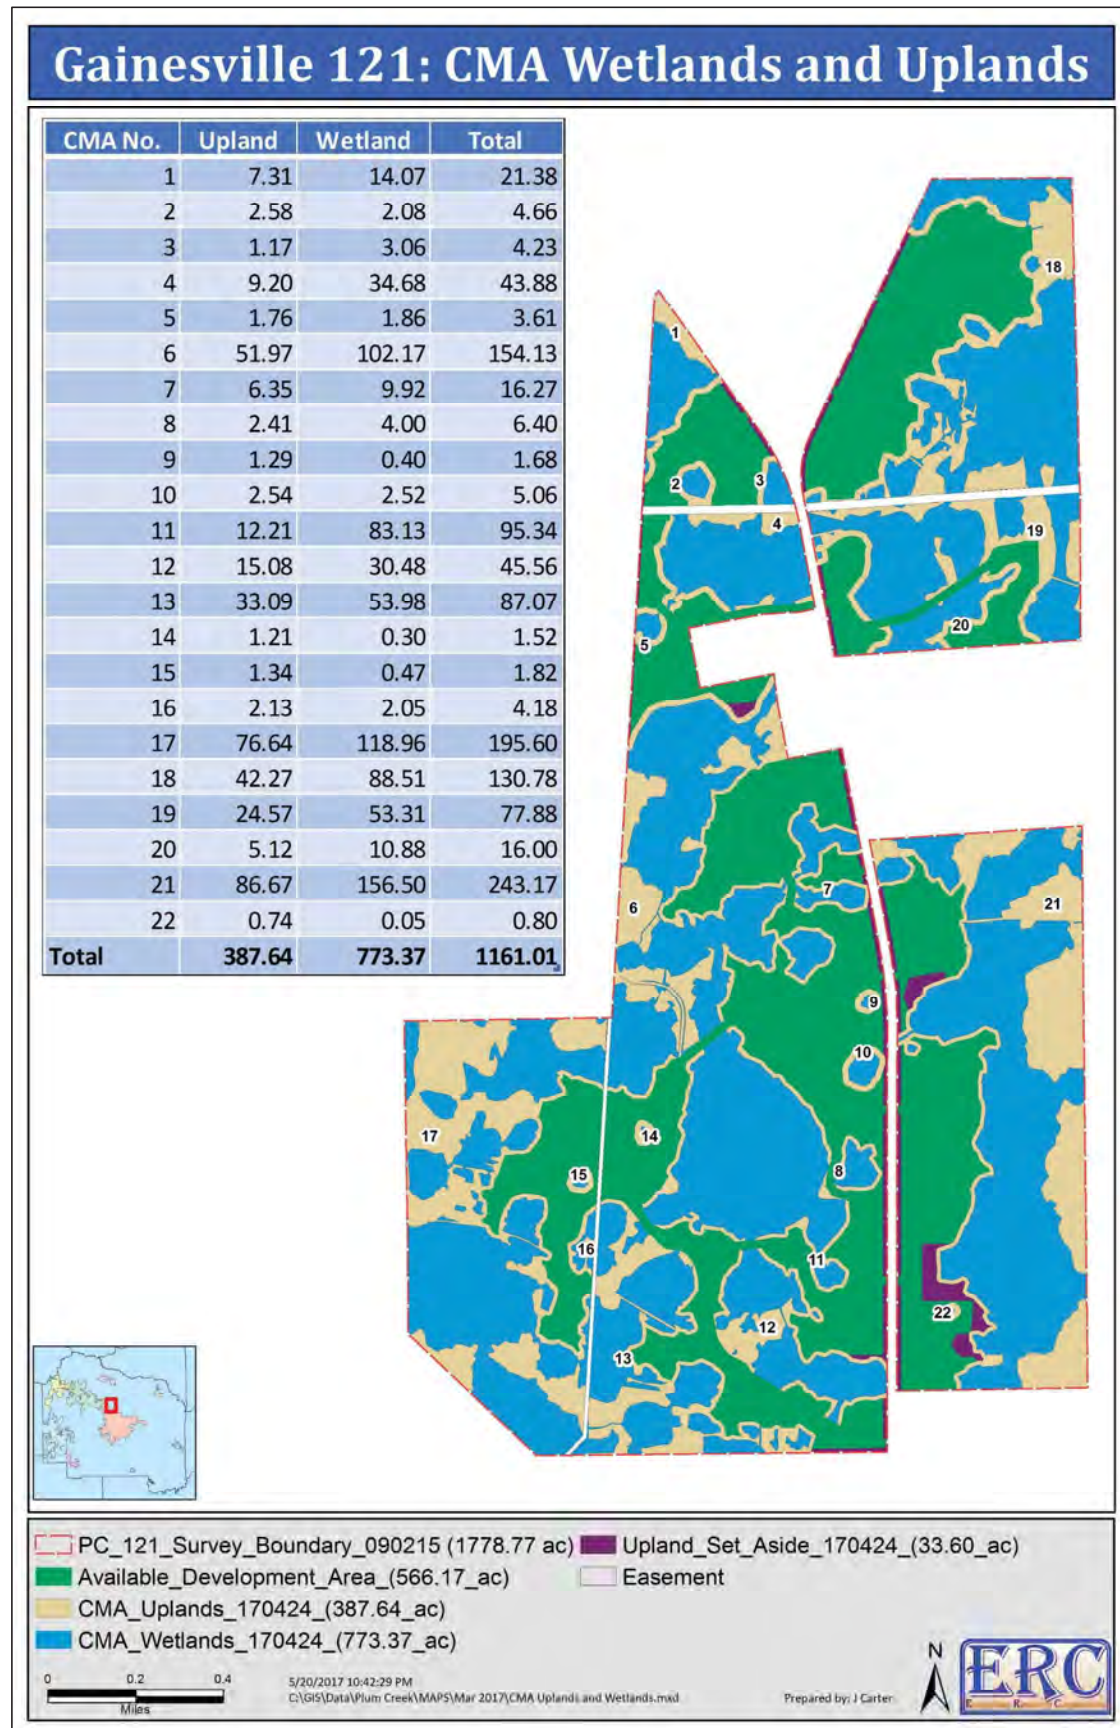 Gainesville 121: CMA Wetlands and Uplands
CMA No. Upland Wetland Total
1 7.31 14.07 21.38
2 2.58 2.08 4.66
3 1.17 3.06 4.23
4 9.20 34.68 43.88
5 1.76 1.86 3.61
6 51.97 102.17 154.13
7 6.35 9.92 16.27
8 2.41 4.00 6.40
9 1.29 0.40 1.68
10 2.54 2.52 5.06
11 12.21 83.13 95.34
12 15.08 30.48 45.56
13 33.09 53.98 87.07
14 1.21 0.30 1.52
15 1.34 0.47 1.82
16 2.13 2.05 4.18
17 76.64 118.96 195.60
18 42.27 88.51 130.78
19 24.57 53.31 77.88
20 5.12 10.88 16.00
21 86.67 156.50 243.17
22 0.74 0.05 0.80
Total 387.64 773.37 1161.01
18
1
2
3
4
19
20
5
7
6
21
9
10
14
17
8
15
16
11
22
12
13
PC_121_Survey_Boundary_090215 (1778.77 ac)
Available_Development_Area_(566.17_ac)
CMA_Uplands_170424_(387.64_ac)
CMA_Wetlands_170424_(773.37_ac)
Upland_Set_Aside_170424_(33.60_ac)
Easement
0 0.2 0.4
Miles
5/20/2017 10:42:29 PM
C:\GIS\Data\Plum Creek\MAPS\Mar 2017\CMA Uplands and Wetlands.mxd
Prepared by: J Carter
N
ERC
E R C